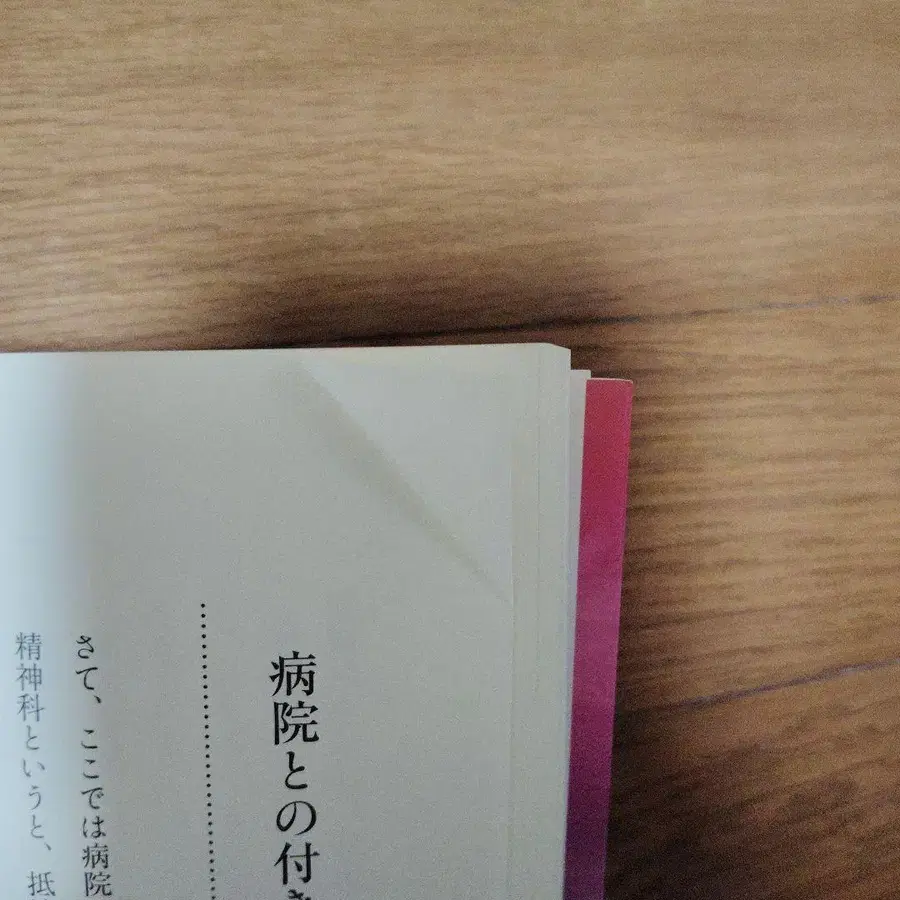 病院との付き
さて、ここでは病院
精神科というと、抵